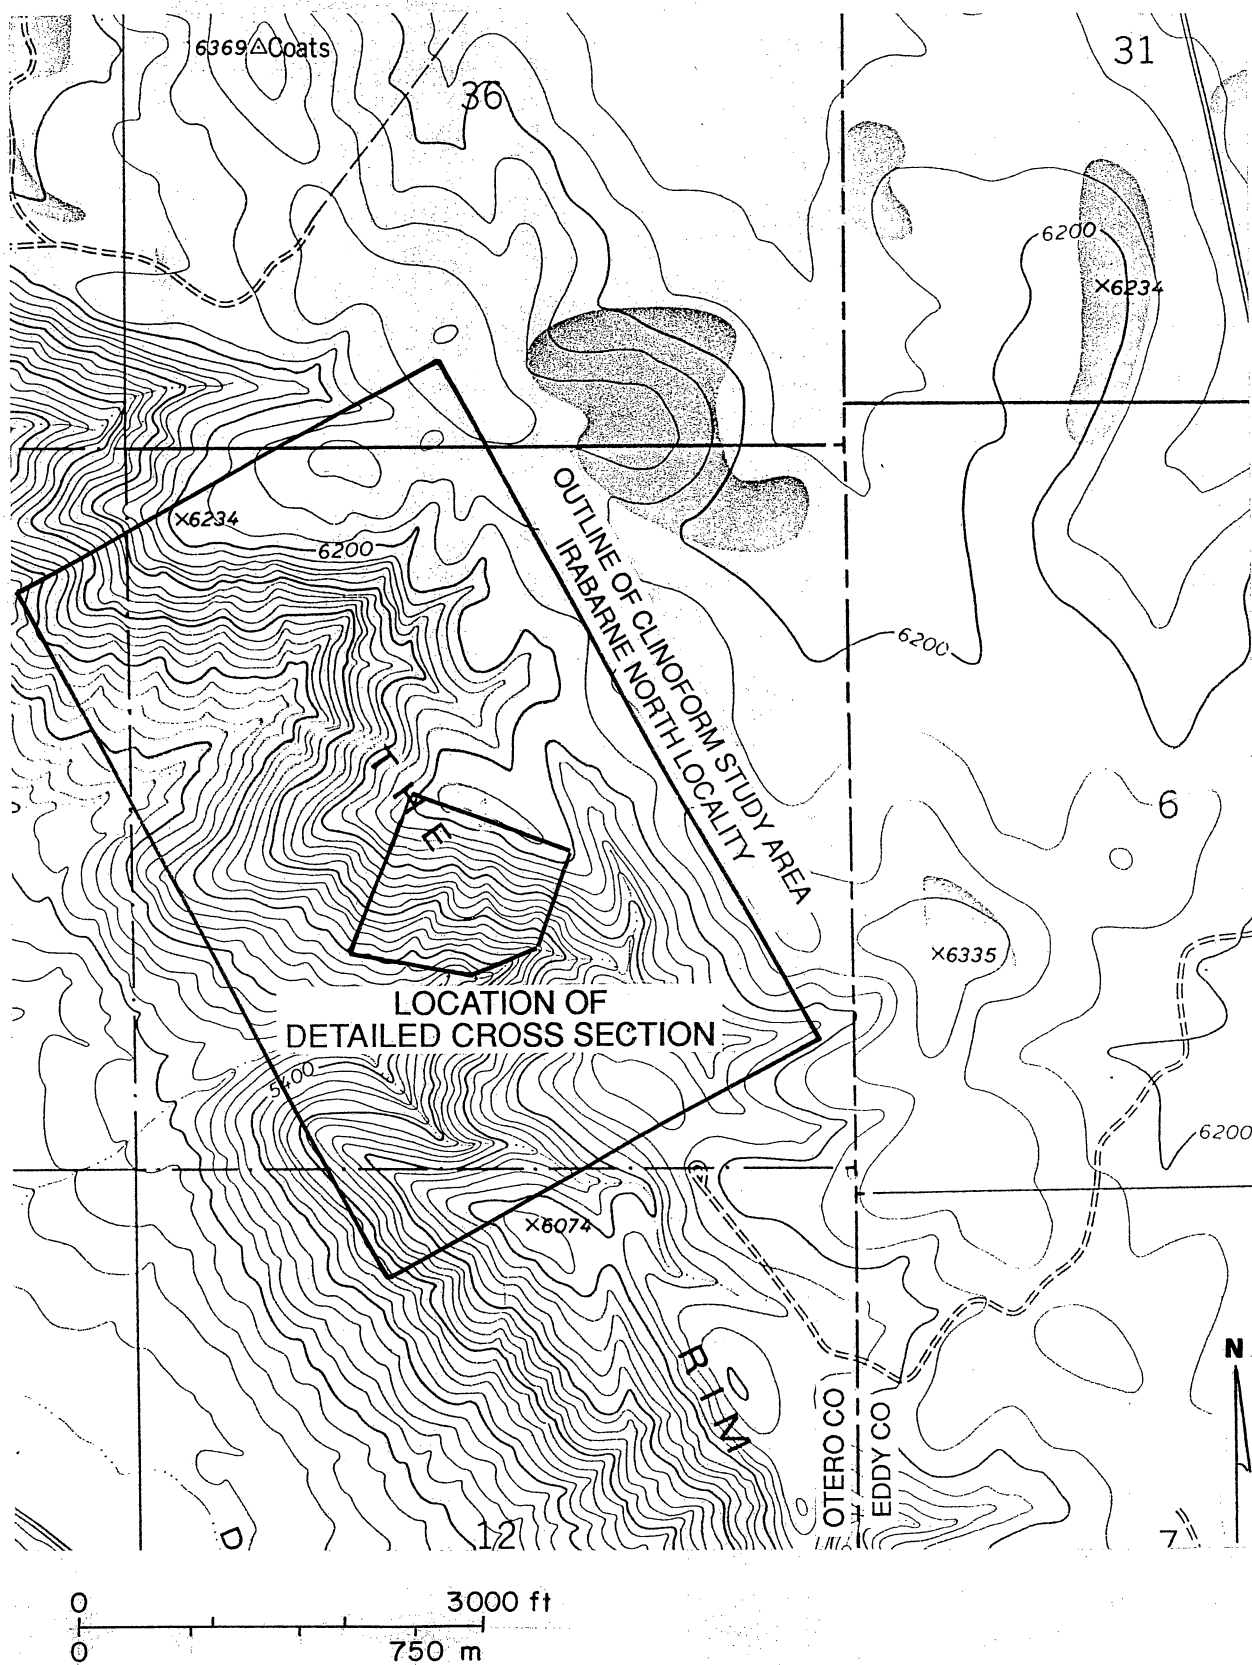 6369 Coats
31
36
6200
×6234
OUTLINE OF CLINOFORM STUDY AREA
IRABARNE NORTH LOCALITY
×6234
6200
6200
THE
6
×6335
LOCATION OF
DETAILED CROSS SECTION
5400
6200
×6074
RIM
N
OTERO CO
EDDY CO
D
12
7
0 3000 ft
0 750 m